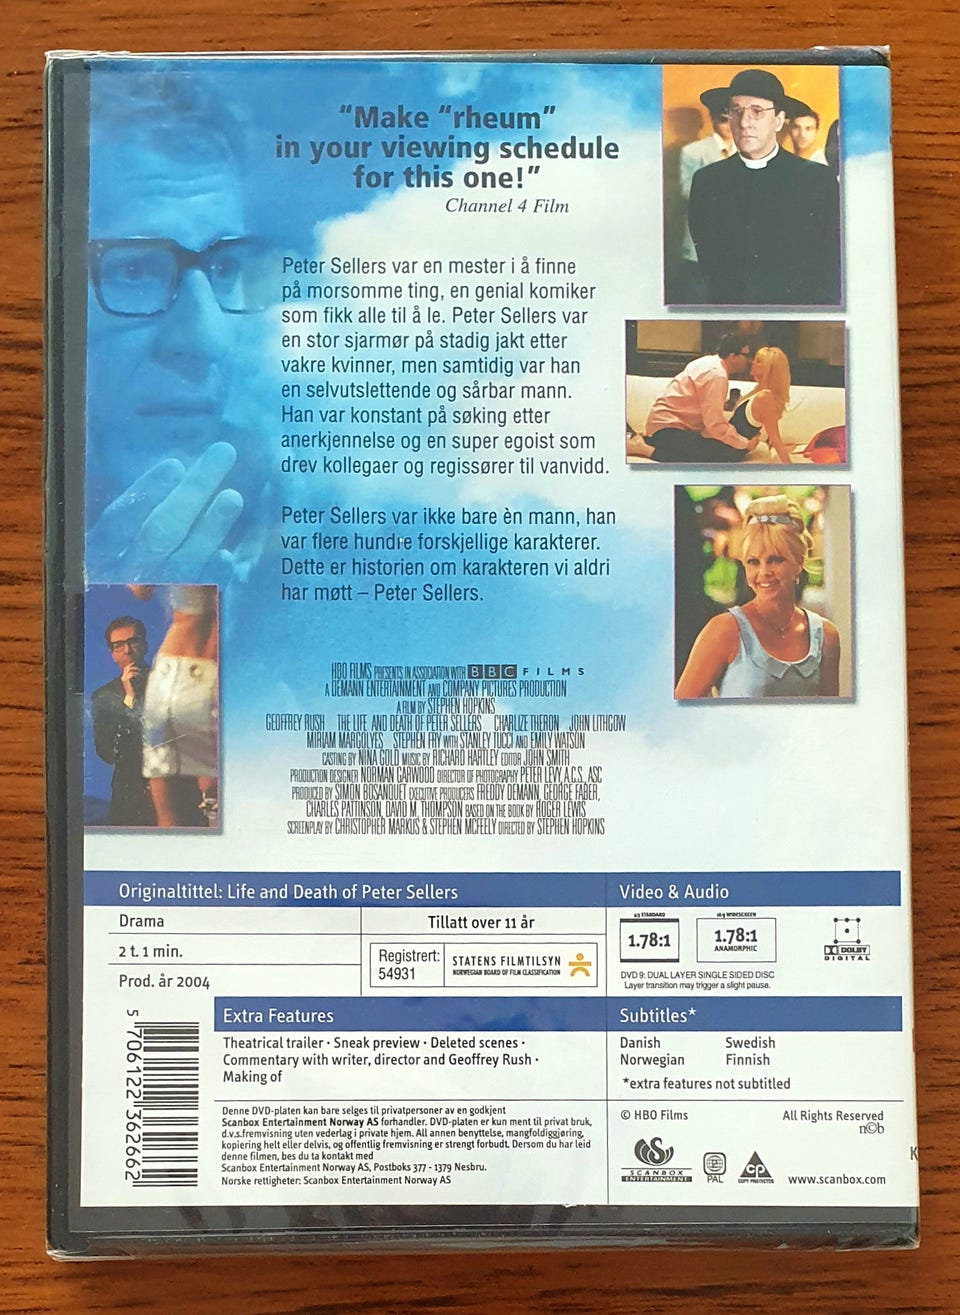 “Make “rheum”
in your viewing schedule
for this one!”
Channel 4 Film
Peter Sellers var en mester i å finne
på morsomme ting, en genial komiker
som fikk alle til å le. Peter Sellers var
en stor sjarmør på stadig jakt etter
vakre kvinner, men samtidig var han
en selvutslettende og sårbar mann.
Han var konstant på søking etter
anerkjennelse og en super egoist som
drev kollegaer og regissører til vanvidd.
Peter Sellers var ikke bare èn mann, han
var flere hundre forskjellige karakterer.
Dette er historien om karakteren vi aldri
har møtt – Peter Sellers.
HBO FILMS PRESENTS IN ASSOCIATION WITH BBC FILMS
A DEMANN ENTERTAINMENT AND COMPANY PICTURES PRODUCTION
A FILM BY STEPHEN HOPKINS
GEOFFREY RUSH THE LIFE AND DEATH OF PETER SELLERS CHARLIZE THERON JOHN LITHGOW
MIRIAM MARGOLYES STEPHEN FRY WITH STANLEY TUCCI AND EMILY WATSON
CASTING BY NINA GOLD MUSIC BY RICHARD HARTLEY EDITOR JOHN SMITH
PRODUCTION DESIGNER NORMAN GARWOOD DIRECTOR OF PHOTOGRAPHY PETER LEVY, A.C.S., ASC
PRODUCED BY SIMON BOSANQUET EXECUTIVE PRODUCERS FREDDY DEMANN, GEORGE FABER,
CHARLES PATTINSON, DAVID M. THOMPSON BASED ON THE BOOK BY ROGER LEWIS
SCREENPLAY BY CHRISTOPHER MARKUS & STEPHEN MCFEELY DIRECTED BY STEPHEN HOPKINS
Originaltittel: Life and Death of Peter Sellers
Drama
Tillatt over 11 år
2 t. 1 min.
Registrert:
54931
STATENS FILMTILSYN
NORWEGIAN BOARD OF FILM CLASSIFICATION
Prod. år 2004
Video & Audio
4:3 STANDARD
1.78:1
16:9 WIDESCREEN
1.78:1
ANAMORPHIC
DOLBY
DIGITAL
DVD 9: DUAL LAYER SINGLE SIDED DISC
Layer transition may trigger a slight pause.
Extra Features
Theatrical trailer · Sneak preview · Deleted scenes ·
Commentary with writer, director and Geoffrey Rush ·
Making of
Subtitles*
Danish Swedish
Norwegian Finnish
*extra features not subtitled
5 706122 362662
Denne DVD-platen kan bare selges til privatpersoner av en godkjent
Scanbox Entertainment Norway AS forhandler. DVD-platen er kun ment til privat bruk,
d.v.s.fremvisning uten vederlag i private hjem. All annen benyttelse, mangfoldiggjøring,
kopiering helt eller delvis, og offentlig fremvisning er strengt forbudt. Dersom du har leid
denne filmen, bes du ta kontakt med
Scanbox Entertainment Norway AS, Postboks 377 - 1379 Nesbru.
Norske rettigheter: Scanbox Entertainment Norway AS
© HBO Films
All Rights Reserved
n©b
SCANBOX
ENTERTAINMENT
PAL
CP
COPY PROTECTED
www.scanbox.com
K